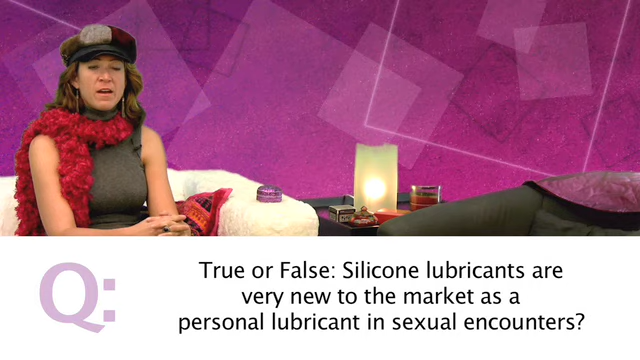 Q:
True or False: Silicone lubricants are
very new to the market as a
personal lubricant in sexual encounters?